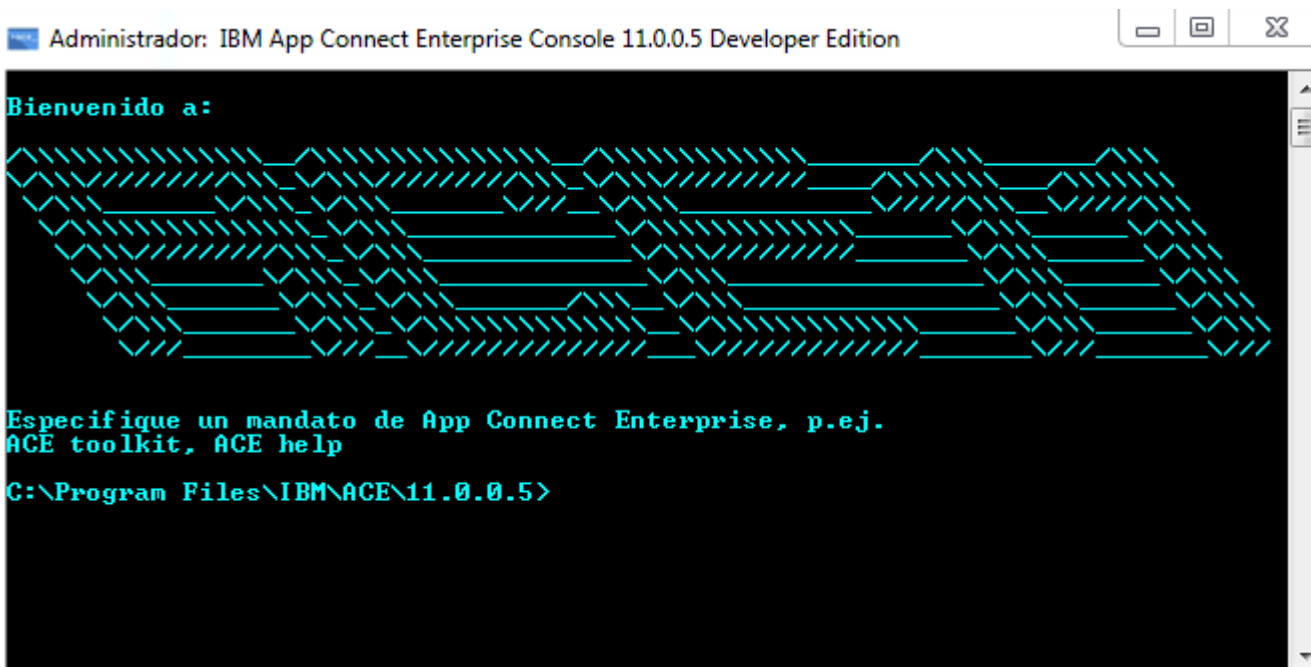 Administrador: IBM App Connect Enterprise Console 11.0.0.5 Developer Edition
Bienvenido a:
ACE11
Especifique un mandato de App Connect Enterprise, p.ej.
ACE toolkit, ACE help
C:\Program Files\IBM\ACE\11.0.0.5>